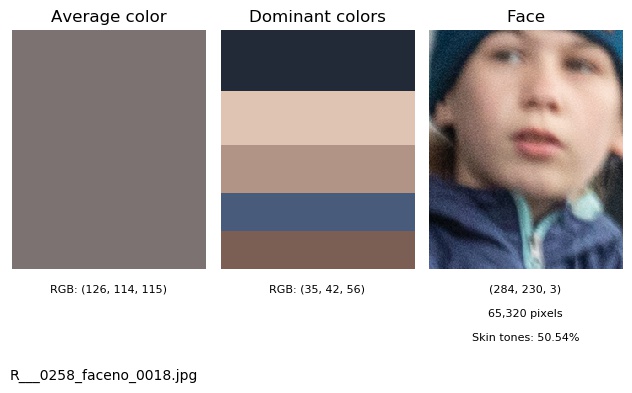 Average color
Dominant colors
Face
RGB: (126, 114, 115)
RGB: (35, 42, 56)
(284, 230, 3)
65,320 pixels
Skin tones: 50.54%
R___0258_faceno_0018.jpg